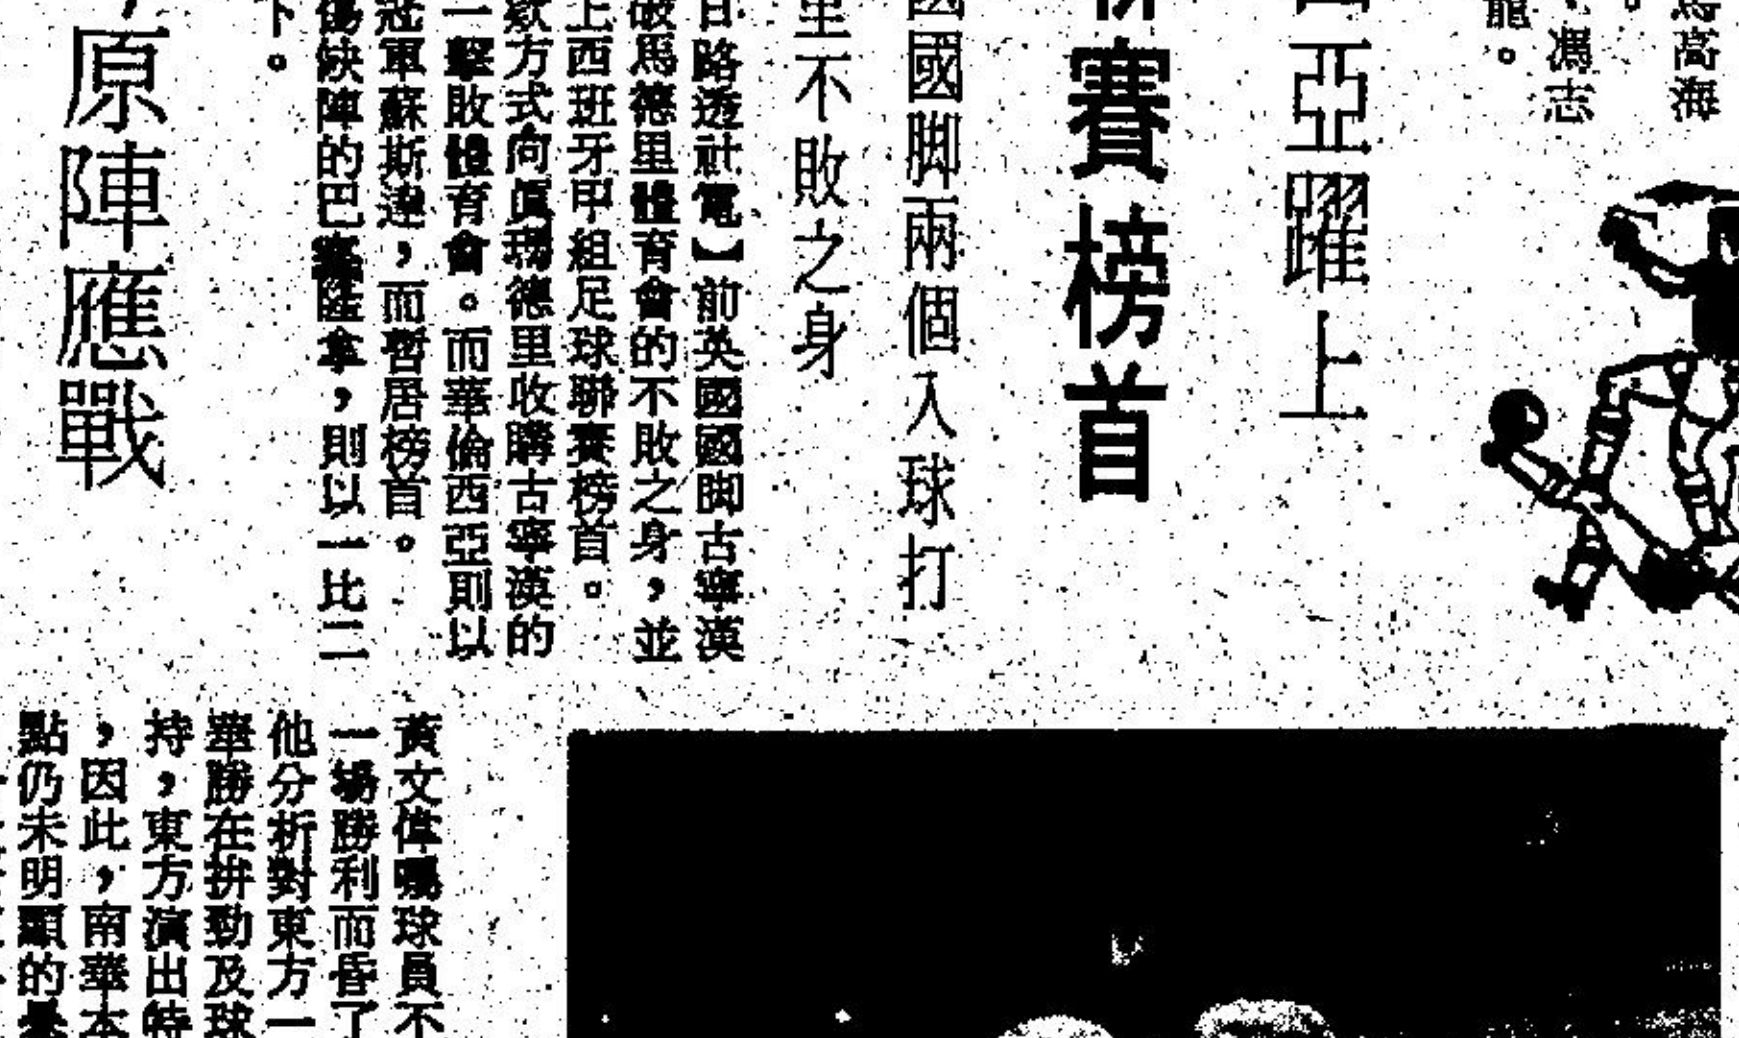 馬高海
。
，馮志
龍。
亞躍上
賽榜首
國國脚兩個入球打
里不敗之身
日路透社電】前英國國脚古寧漢
破馬德里體育會的不敗之身，並
上西班牙甲組足球聯賽榜首。
歉方式向眞瑪德里收購古寧漢的
一擊敗體育會。而華倫西亞則以
冠軍蘇斯達，而暫居榜首。
傷缺陣的巴塞隆拿，則以一比二
下。
，原陣應戰
黃文偉囑球員不
一場勝利而昏了
他分折對東方一
華勝在拚勁及球
持，東方演出特
，因此，南華本
點仍未明顯的